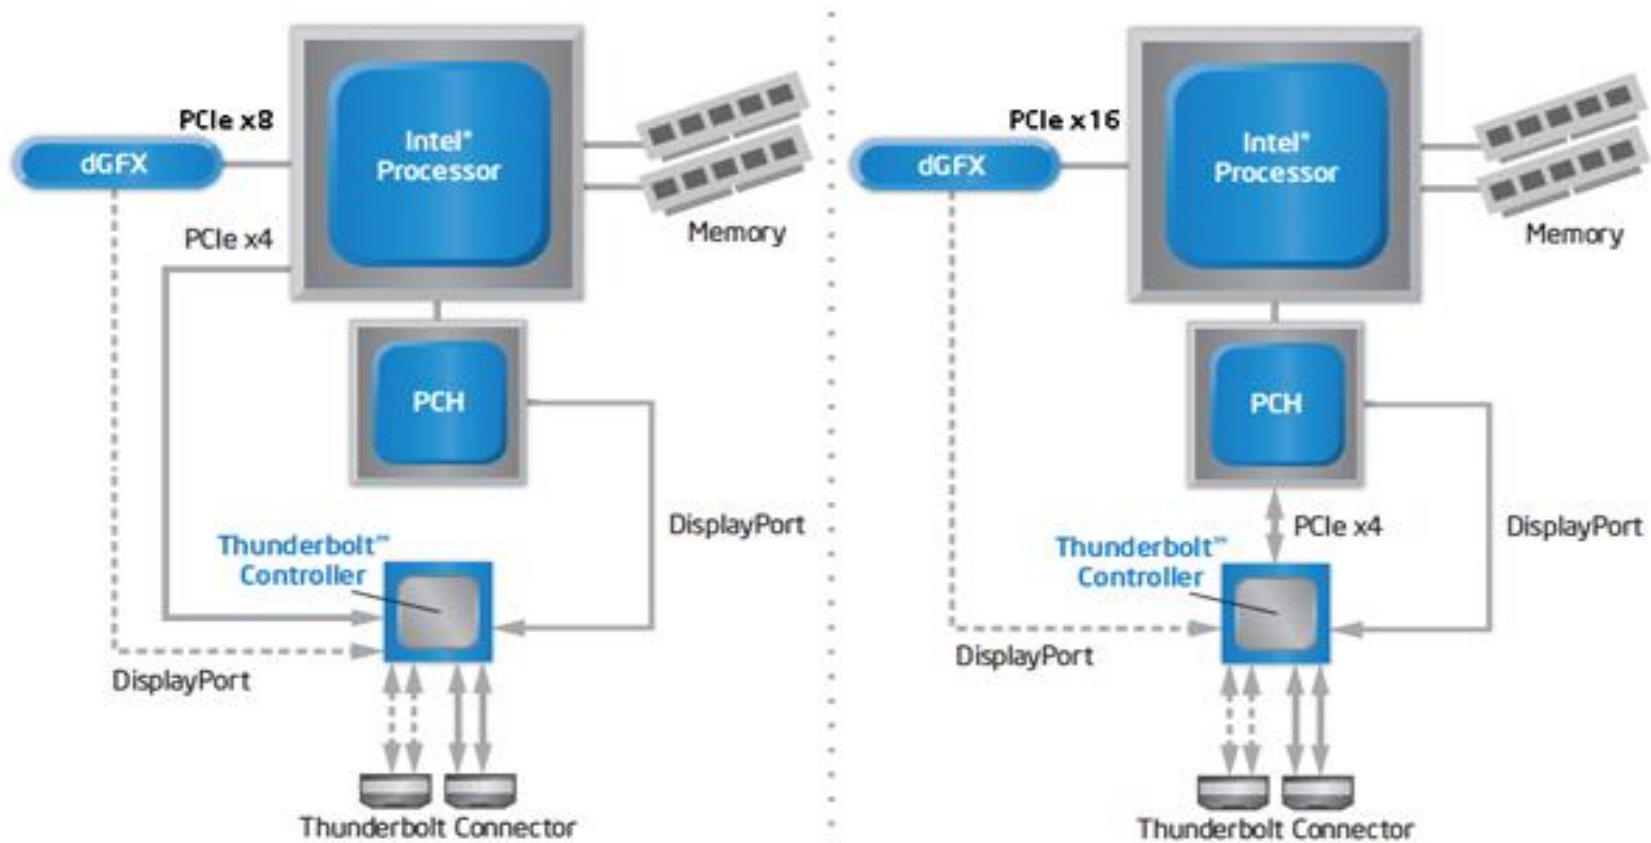 PCIe x8
dGFX
Intel®
Processor
PCIe x4
Memory
PCH
DisplayPort
Thunderbolt™
Controller
DisplayPort
Thunderbolt Connector
PCIe x16
dGFX
Intel®
Processor
Memory
PCH
PCIe x4
DisplayPort
Thunderbolt™
Controller
DisplayPort
Thunderbolt Connector